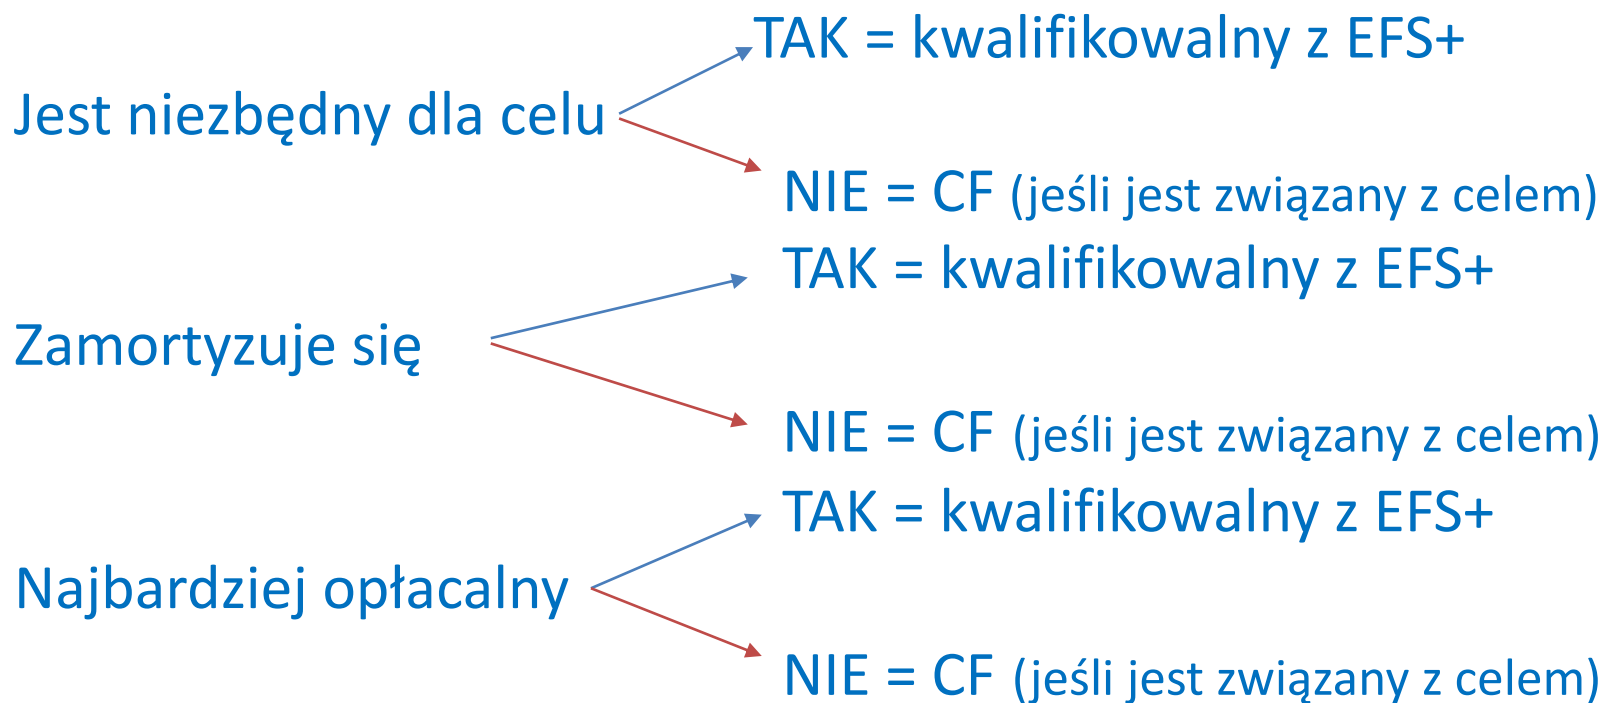 TAK = kwalifikowalny z EFS+
Jest niezbędny dla celu
NIE = CF (jeśli jest związany z celem)
TAK = kwalifikowalny z EFS+
Zamortyzuje się
NIE = CF (jeśli jest związany z celem)
TAK = kwalifikowalny z EFS+
Najbardziej opłacalny
NIE = CF (jeśli jest związany z celem)